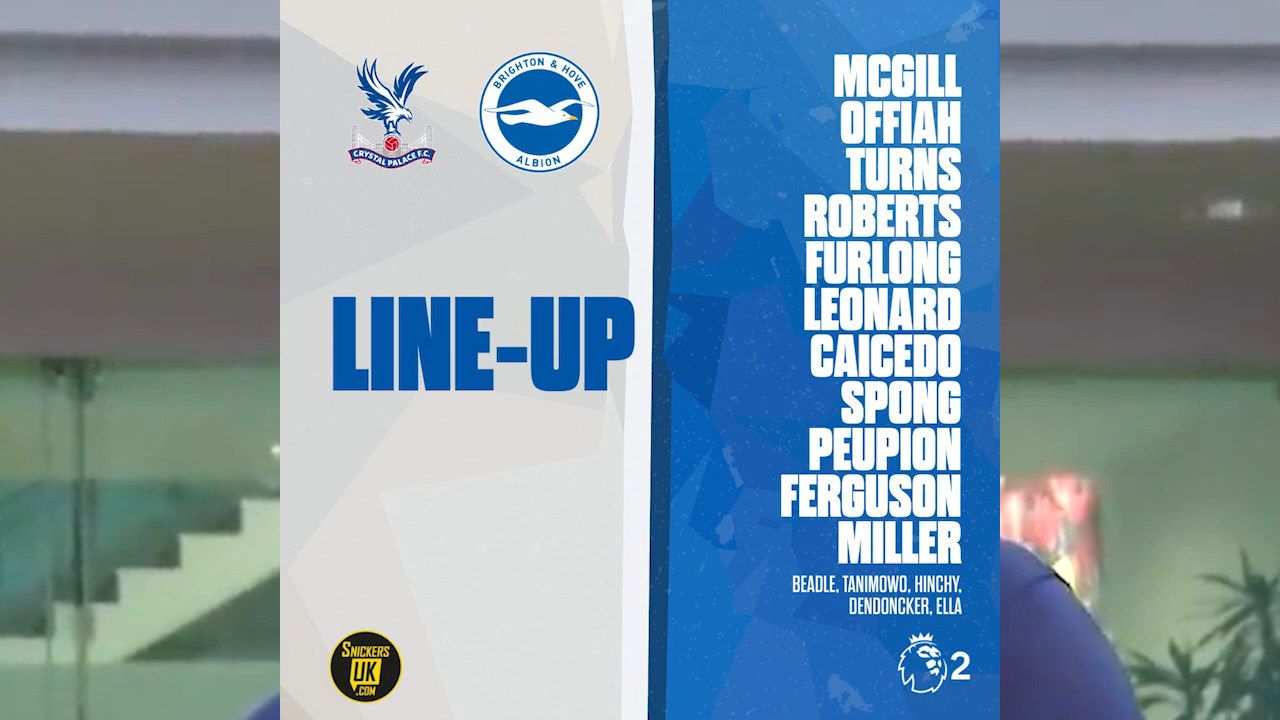 CRYSTAL PALACE F.C.
BRIGHTON & HOVE
ALBION
LINE-UP
MCGILL
OFFIAH
TURNS
ROBERTS
FURLONG
LEONARD
CAICEDO
SPONG
PEUPION
FERGUSON
MILLER
BEADLE, TANIMOWO, HINCHY,
DENDONCKER, ELLA
SNICKERS
UK
.COM
2